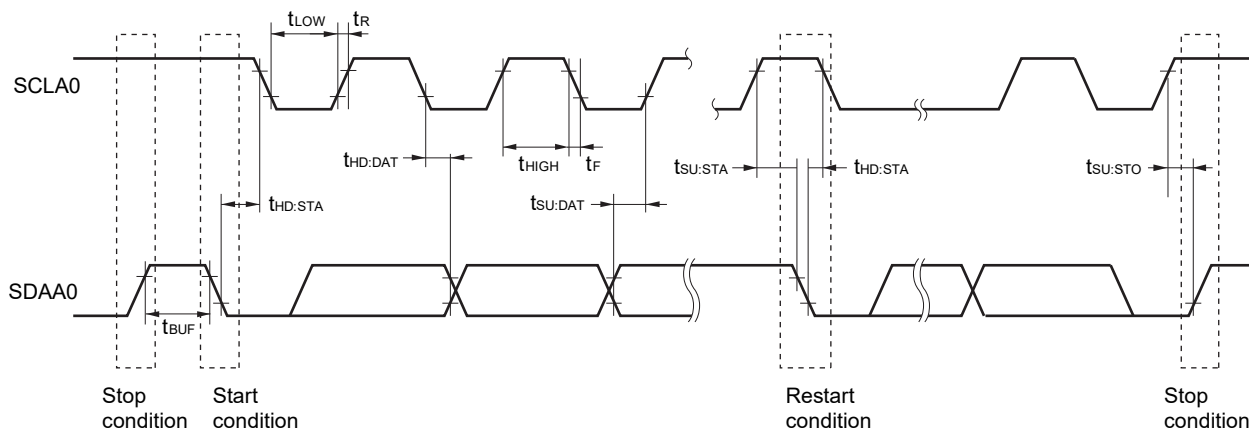 tLOW
tR
SCLA0
tHD:DAT
tHIGH
tF
tSU:STA
tHD:STA
tSU:STO
tHD:STA
tSU:DAT
SDAA0
tBUF
Stop
condition
Start
condition
Restart
condition
Stop
condition